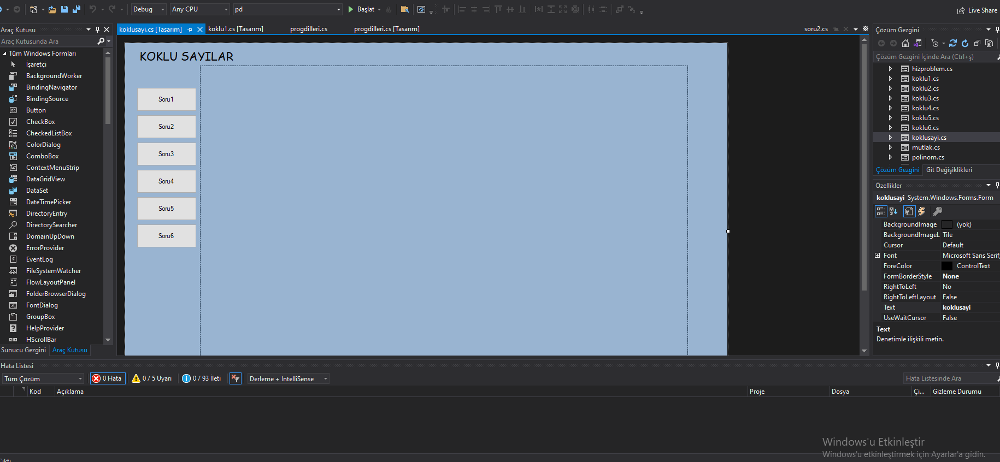 Debug
Any CPU
pd
Başlat
Live Share
Araç Kutusu
Araç Kutusunda Ara
Tüm Windows Formları
İşaretçi
BackgroundWorker
BindingNavigator
BindingSource
Button
CheckBox
CheckedListBox
ColorDialog
ComboBox
ContextMenuStrip
DataGridView
DataSet
DateTimePicker
DirectoryEntry
DirectorySearcher
DomainUpDown
ErrorProvider
EventLog
FileSystemWatcher
FlowLayoutPanel
FolderBrowserDialog
FontDialog
GroupBox
HelpProvider
HScrollBar
Sunucu Gezgini
Araç Kutusu
koklusayi.cs [Tasarım]
koklu1.cs [Tasarım]
progdilleri.cs
progdilleri.cs [Tasarım]
soru2.cs
KOKLU SAYILAR
Soru1
Soru2
Soru3
Soru4
Soru5
Soru6
Çözüm Gezgini
Çözüm Gezgini İçinde Ara (Ctrl+ş)
hizproblem.cs
koklu1.cs
koklu2.cs
koklu3.cs
koklu4.cs
koklu5.cs
koklu6.cs
koklusayi.cs
mutlak.cs
polinom.cs
Çözüm Gezgini
Git Değişiklikleri
Özellikler
koklusayi System.Windows.Forms.Form
BackgroundImage (yok)
BackgroundImageL Tile
Cursor Default
Font Microsoft Sans Serif,
ForeColor ControlText
FormBorderStyle None
RightToLeft No
RightToLeftLayout False
Text koklusayi
UseWaitCursor False
Text
Denetimle ilişkili metin.
Hata Listesi
Tüm Çözüm
0 Hata
0 / 5 Uyarı
0 / 93 İleti
Derleme + IntelliSense
Hata Listesinde Ara
Kod
Açıklama
Proje
Dosya
Çi...
Gizleme Durumu
Windows'u Etkinleştir
Windows'u etkinleştirmek için Ayarlar'a gidin.